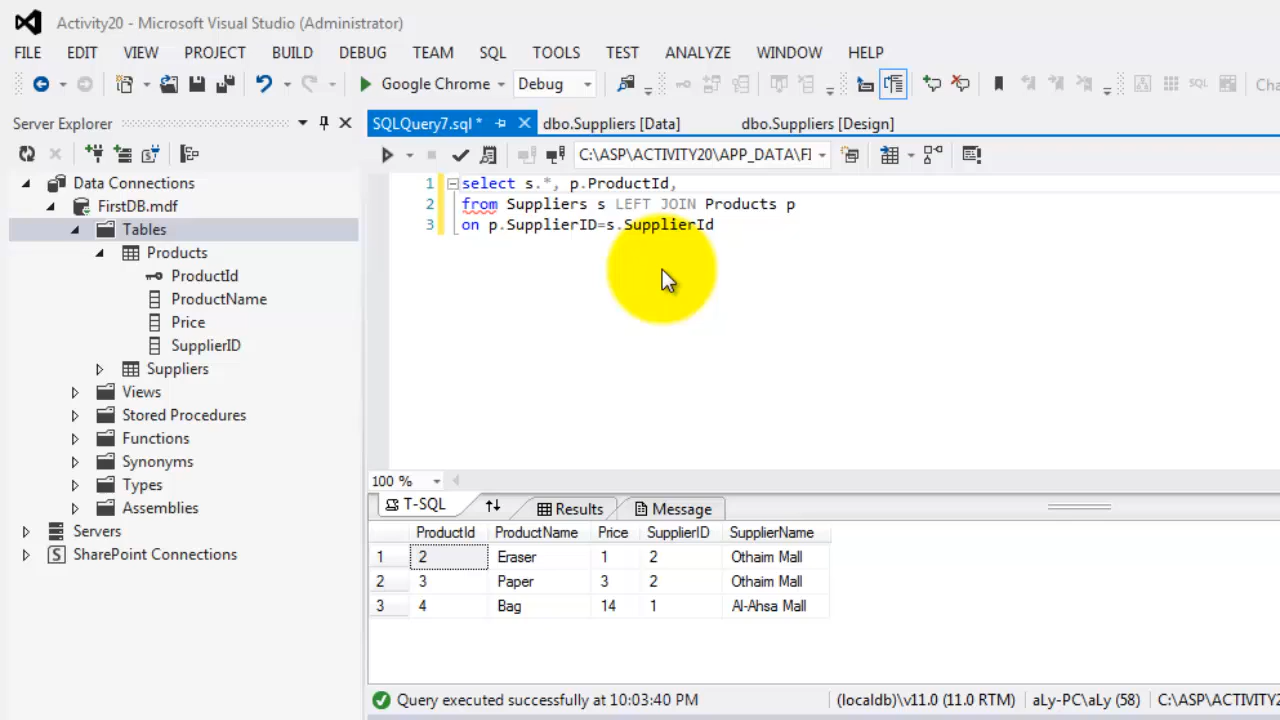 Activity20 - Microsoft Visual Studio (Administrator)
FILE EDIT VIEW PROJECT BUILD DEBUG TEAM SQL TOOLS TEST ANALYZE WINDOW HELP
Google Chrome Debug SQL Cha
Server Explorer
SQLQuery7.sql * dbo.Suppliers [Data] dbo.Suppliers [Design]
C:\ASP\ACTIVITY20\APP_DATA\FI
Data Connections
FirstDB.mdf
Tables
Products
ProductId
ProductName
Price
SupplierID
Suppliers
Views
Stored Procedures
Functions
Synonyms
Types
Assemblies
Servers
SharePoint Connections
1 select s.*, p.ProductId,
2 from Suppliers s LEFT JOIN Products p
3 on p.SupplierID=s.SupplierId
100 %
T-SQL Results Message
ProductId ProductName Price SupplierID SupplierName
1 2 Eraser 1 2 Othaim Mall
2 3 Paper 3 2 Othaim Mall
3 4 Bag 14 1 Al-Ahsa Mall
Query executed successfully at 10:03:40 PM (localdb)\v11.0 (11.0 RTM) aLy-PC\aLy (58) C:\ASP\ACTIVITY2